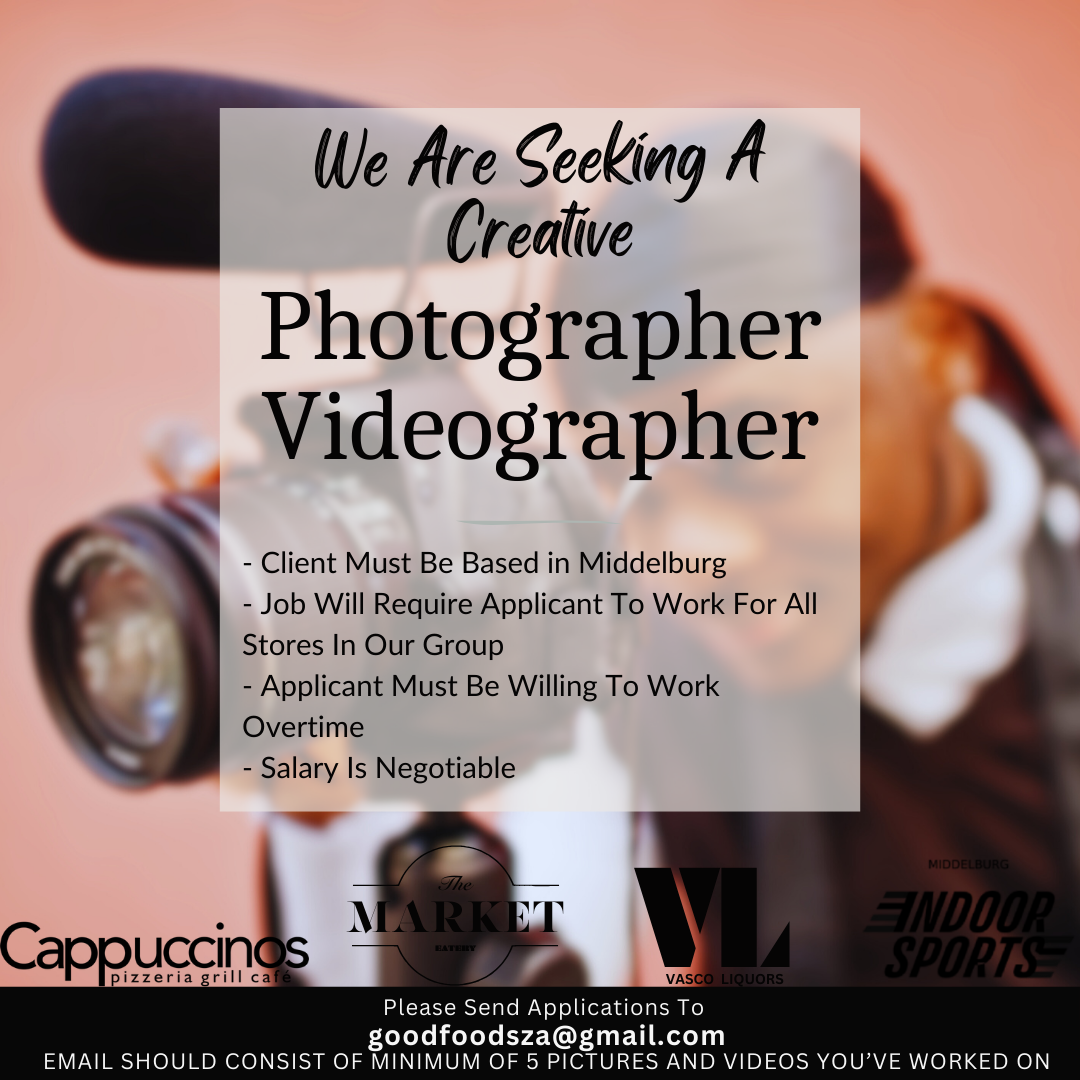 We Are Seeking A
Creative
Photographer
Videographer
- Client Must Be Based in Middelburg
- Job Will Require Applicant To Work For All
Stores In Our Group
- Applicant Must Be Willing To Work
Overtime
- Salary Is Negotiable
Cappuccinos
pizzeria grill café
The
MARKET
EATERY
VL
VASCO LIQUORS
MIDDELBURG
INDOOR
SPORTS
Please Send Applications To
goodfoodsza@gmail.com
EMAIL SHOULD CONSIST OF MINIMUM OF 5 PICTURES AND VIDEOS YOU’VE WORKED ON